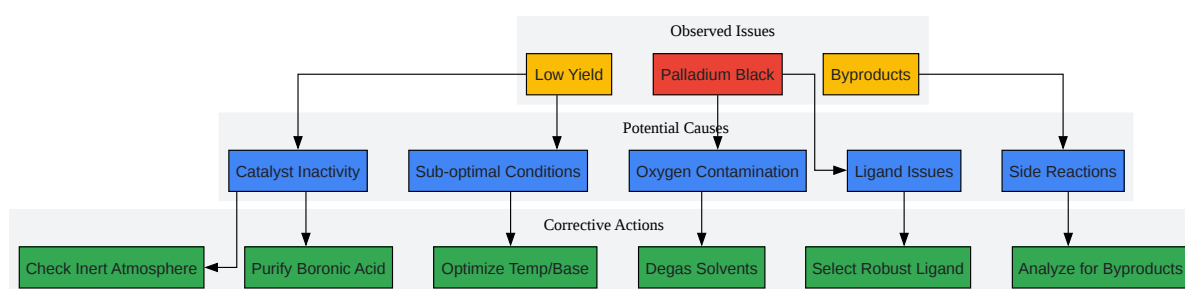 Observed Issues
Low Yield
Palladium Black
Byproducts
Potential Causes
Catalyst Inactivity
Sub-optimal Conditions
Oxygen Contamination
Ligand Issues
Side Reactions
Corrective Actions
Check Inert Atmosphere
Purify Boronic Acid
Optimize Temp/Base
Degas Solvents
Select Robust Ligand
Analyze for Byproducts